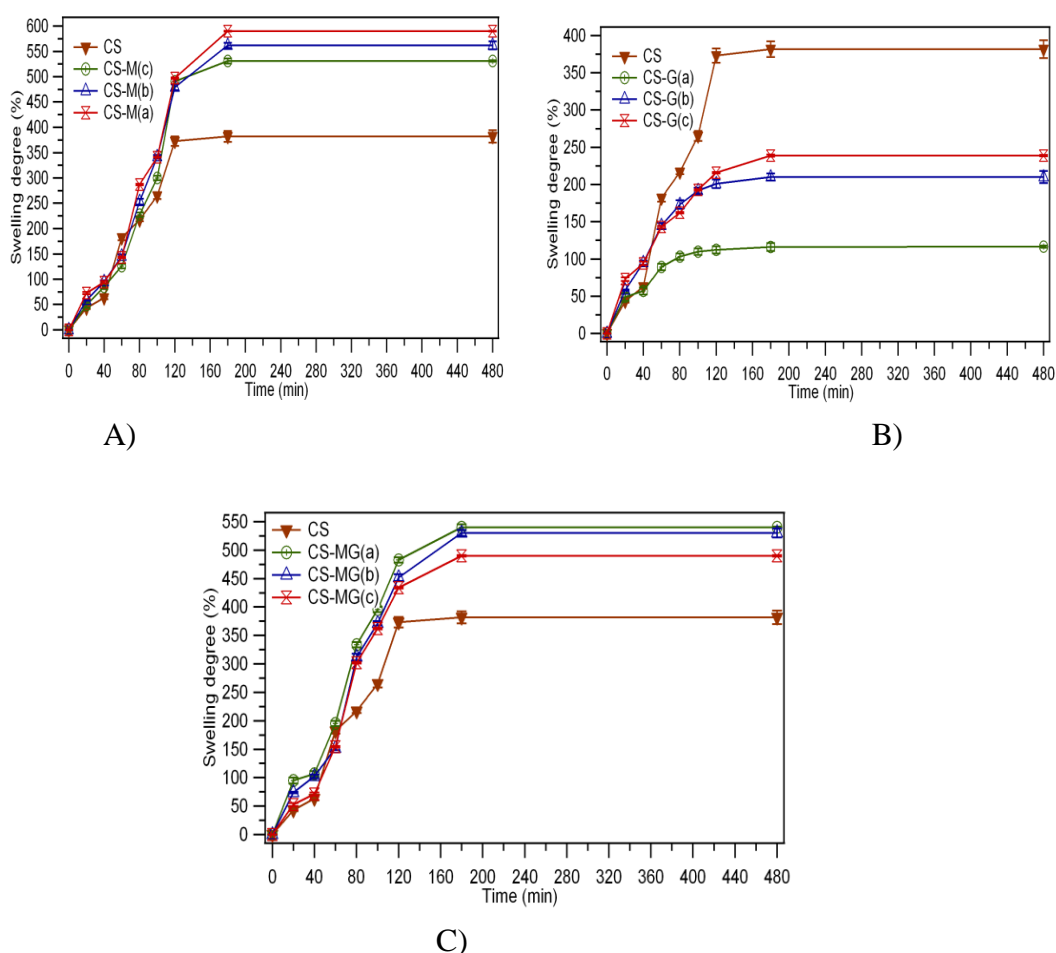 600
550
500
450
400
350
300
250
200
150
100
50
0
Swelling degree (%)
CS
CS-M(c)
CS-M(b)
CS-M(a)
0 40 80 120 160 200 240 280 320 360 400 440 480
Time (min)
A)
400
350
300
250
200
150
100
50
0
Swelling degree (%)
CS
CS-G(a)
CS-G(b)
CS-G(c)
0 40 80 120 160 200 240 280 320 360 400 440 480
Time (min)
B)
550
500
450
400
350
300
250
200
150
100
50
0
Swelling degree (%)
CS
CS-MG(a)
CS-MG(b)
CS-MG(c)
0 40 80 120 160 200 240 280 320 360 400 440 480
Time (min)
C)